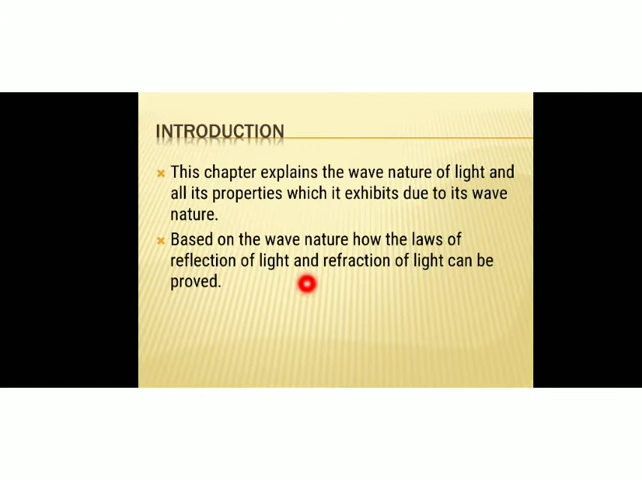 INTRODUCTION
This chapter explains the wave nature of light and
all its properties which it exhibits due to its wave
nature.
Based on the wave nature how the laws of
reflection of light and refraction of light can be
proved.